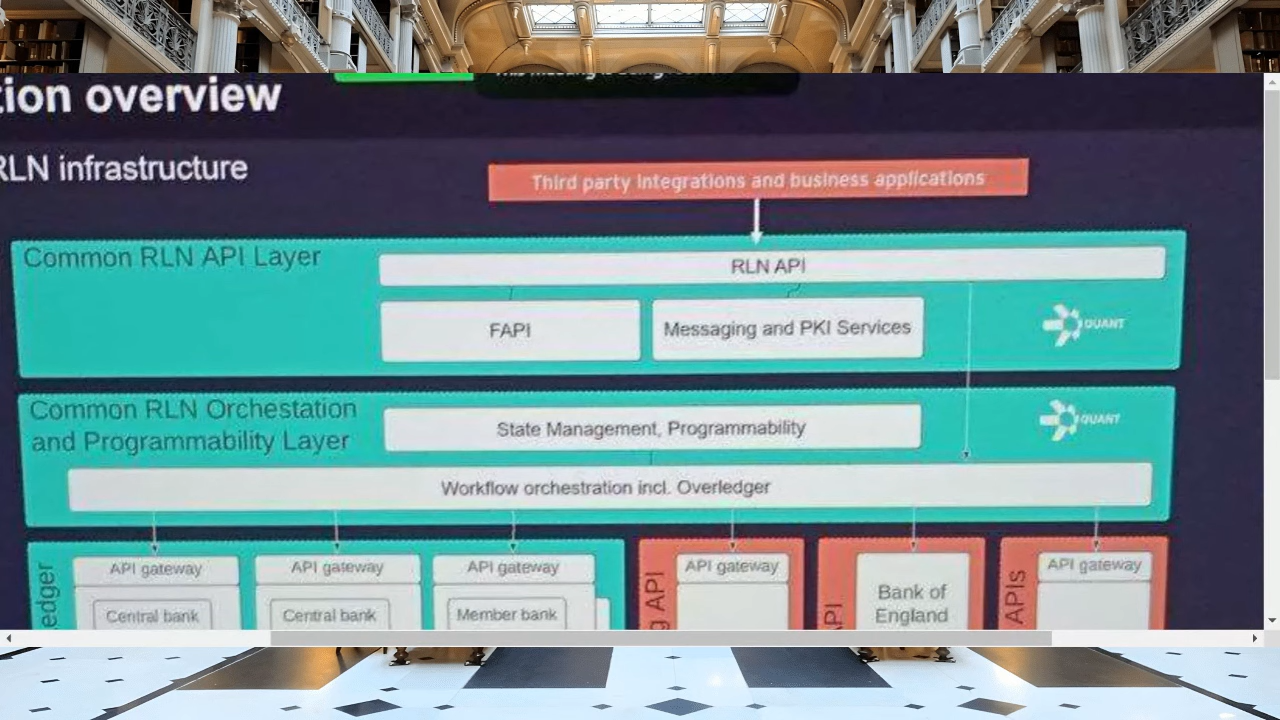 tion overview
RLN infrastructure
Third party integrations and business applications
Common RLN API Layer
RLN API
FAPI
Messaging and PKI Services
QUANT
Common RLN Orchestation
and Programmability Layer
State Management, Programmability
QUANT
Workflow orchestration incl. Overledger
edger
API gateway
Central bank
API gateway
Central bank
API gateway
Member bank
g API
API gateway
API
Bank of
England
APIs
API gateway